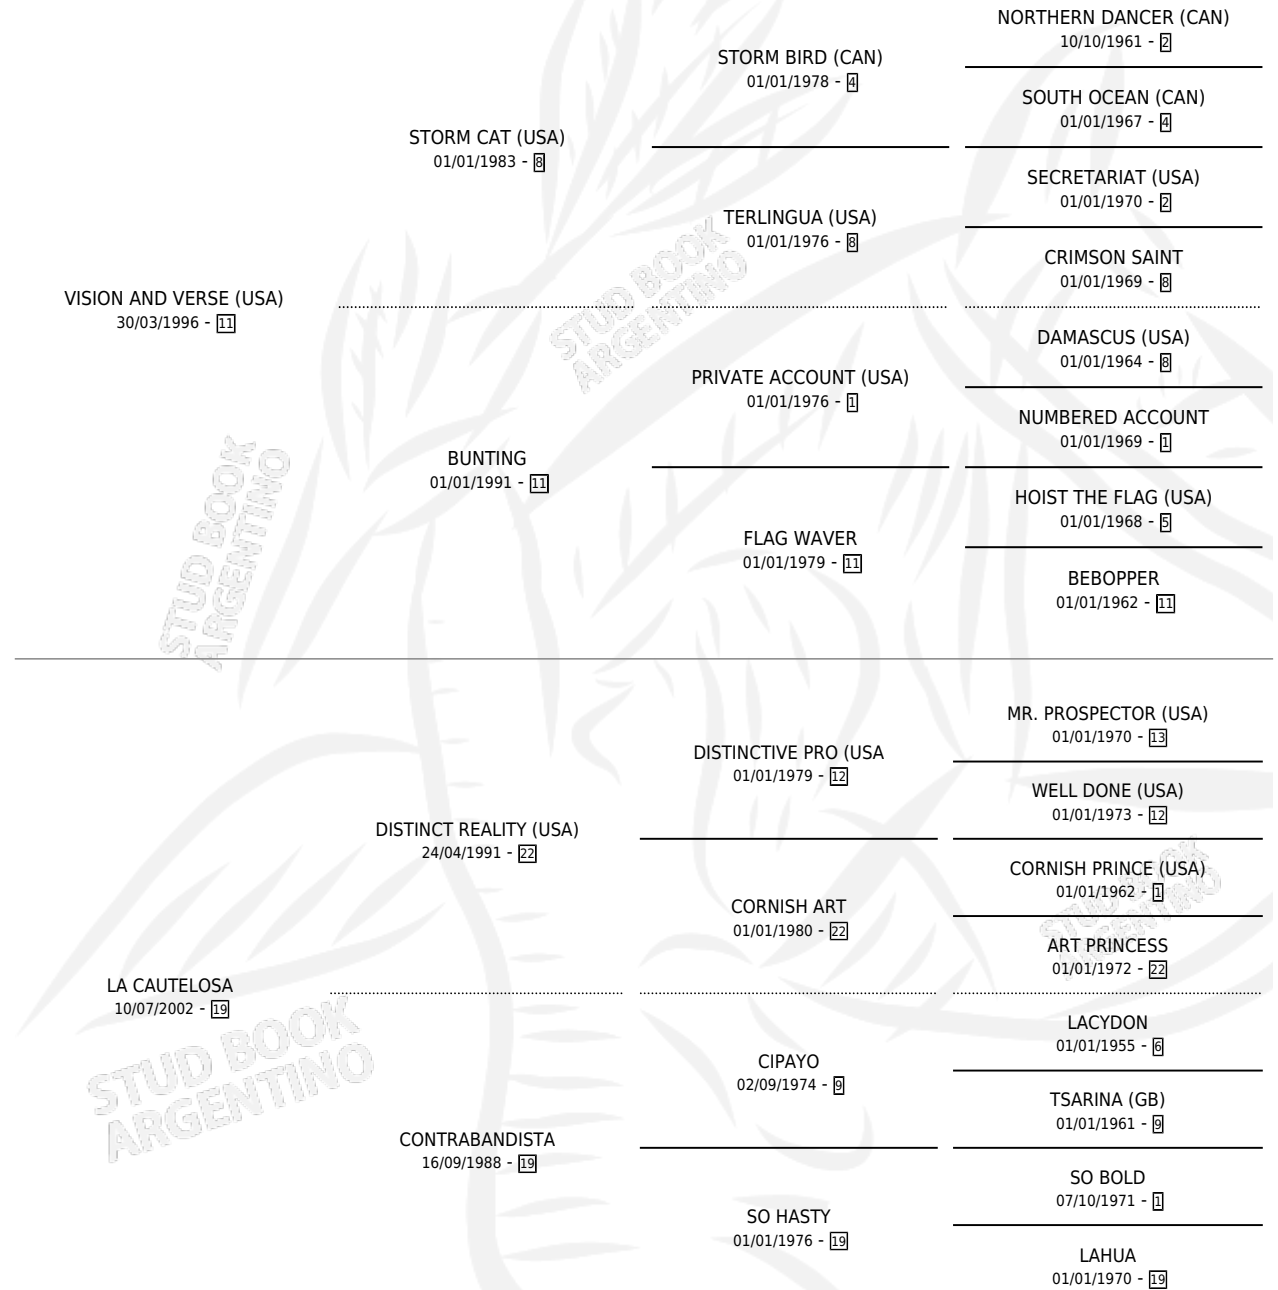 NORTHERN DANCER (CAN)
10/10/1961 - 2
STORM BIRD (CAN)
01/01/1978 - 4
SOUTH OCEAN (CAN)
01/01/1967 - 4
STORM CAT (USA)
01/01/1983 - 8
SECRETARIAT (USA)
01/01/1970 - 2
TERLINGUA (USA)
01/01/1976 - 8
CRIMSON SAINT
01/01/1969 - 8
VISION AND VERSE (USA)
30/03/1996 - 11
DAMASCUS (USA)
01/01/1964 - 8
PRIVATE ACCOUNT (USA)
01/01/1976 - 1
NUMBERED ACCOUNT
01/01/1969 - 1
BUNTING
01/01/1991 - 11
HOIST THE FLAG (USA)
01/01/1968 - 5
FLAG WAVER
01/01/1979 - 11
BEBOPPER
01/01/1962 - 11
MR. PROSPECTOR (USA)
01/01/1970 - 13
DISTINCTIVE PRO (USA
01/01/1979 - 12
WELL DONE (USA)
01/01/1973 - 12
DISTINCT REALITY (USA)
24/04/1991 - 22
CORNISH PRINCE (USA)
01/01/1962 - 1
CORNISH ART
01/01/1980 - 22
ART PRINCESS
01/01/1972 - 22
LA CAUTELOSA
10/07/2002 - 19
LACYDON
01/01/1955 - 6
CIPAYO
02/09/1974 - 9
TSARINA (GB)
01/01/1961 - 9
CONTRABANDISTA
16/09/1988 - 19
SO BOLD
07/10/1971 - 1
SO HASTY
01/01/1976 - 19
LAHUA
01/01/1970 - 19
STUD BOOK
ARGENTINO
STUD BOOK
ARGENTINO
STUD BOOK
ARGENTINO
STUD BOOK
ARGENTINO